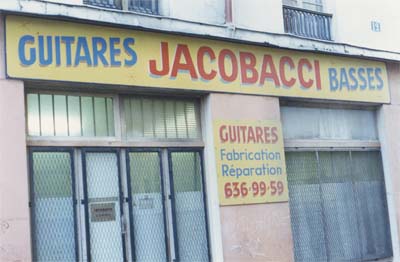 GUITARES JACOBACCI BASSES
GUITARES
Fabrication
Réparation
636•99•59